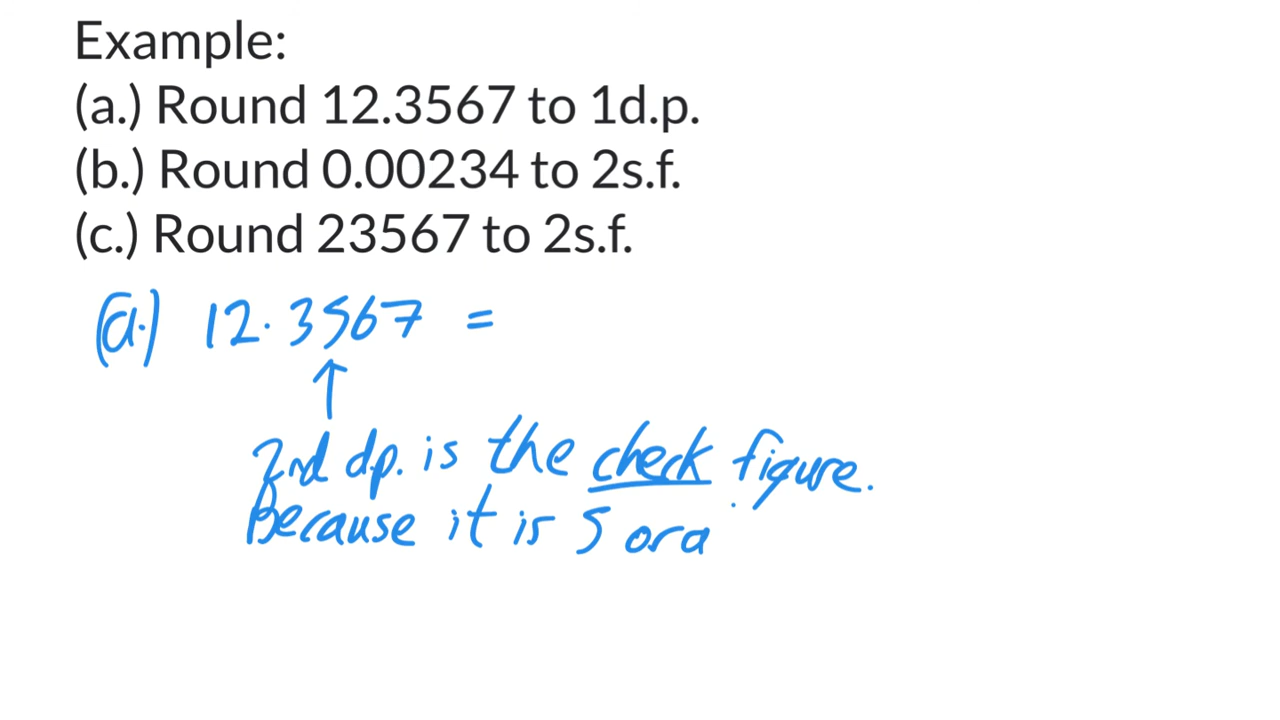 Example:
(a.) Round 12.3567 to 1d.p.
(b.) Round 0.00234 to 2s.f.
(c.) Round 23567 to 2s.f.
(a.) 12.3567 =
2nd dp. is the check figure.
Because it is 5 or a